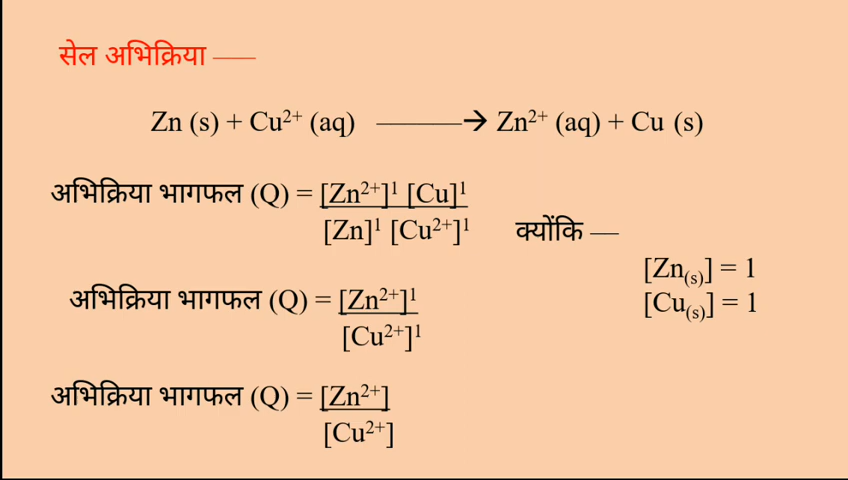 सेल अभिक्रिया ——
Zn (s) + Cu²⁺ (aq) ———→ Zn²⁺ (aq) + Cu (s)
अभिक्रिया भागफल (Q) = [Zn²⁺]¹ [Cu]¹
[Zn]¹ [Cu²⁺]¹
क्योंकि —
[Zn₍ₛ₎] = 1
[Cu₍ₛ₎] = 1
अभिक्रिया भागफल (Q) = [Zn²⁺]¹
[Cu²⁺]¹
अभिक्रिया भागफल (Q) = [Zn²⁺]
[Cu²⁺]